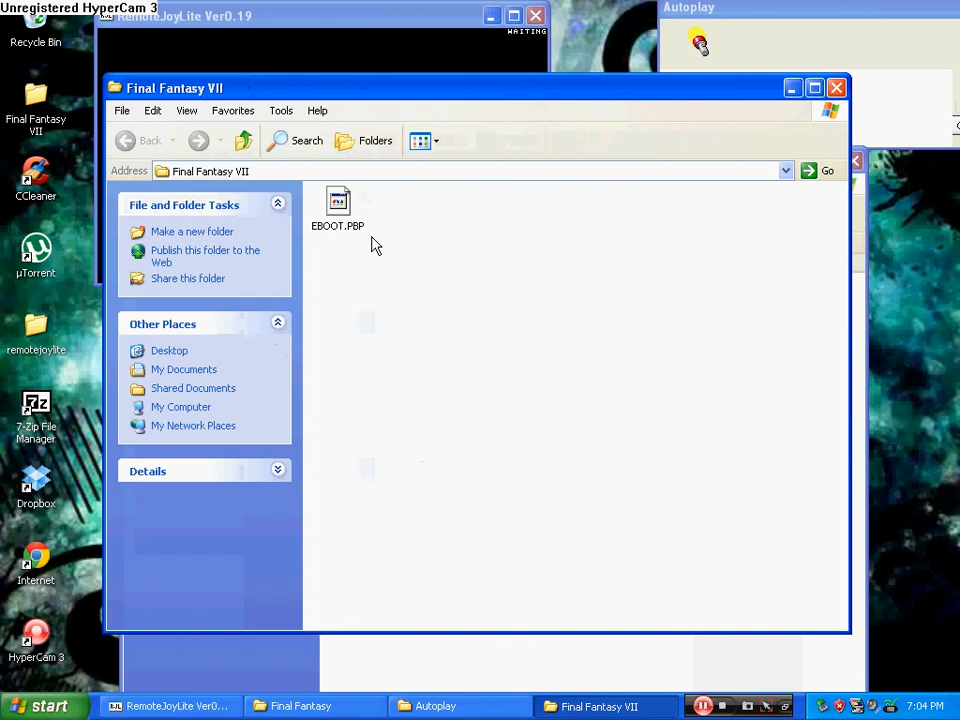 Unregistered HyperCam 3
RemoteJoyLite Ver0.19
WAITING
Autoplay
Recycle Bin
Final Fantasy
VII
CCleaner
µTorrent
remotejoylite
7-Zip File
Manager
Dropbox
Internet
HyperCam 3
Final Fantasy VII
File Edit View Favorites Tools Help
Back Search Folders
Address Final Fantasy VII Go
File and Folder Tasks
Make a new folder
Publish this folder to the
Web
Share this folder
Other Places
Desktop
My Documents
Shared Documents
My Computer
My Network Places
Details
EBOOT.PBP
start RJL RemoteJoyLite Ver0.... Final Fantasy Autoplay Final Fantasy VII 7:04 PM